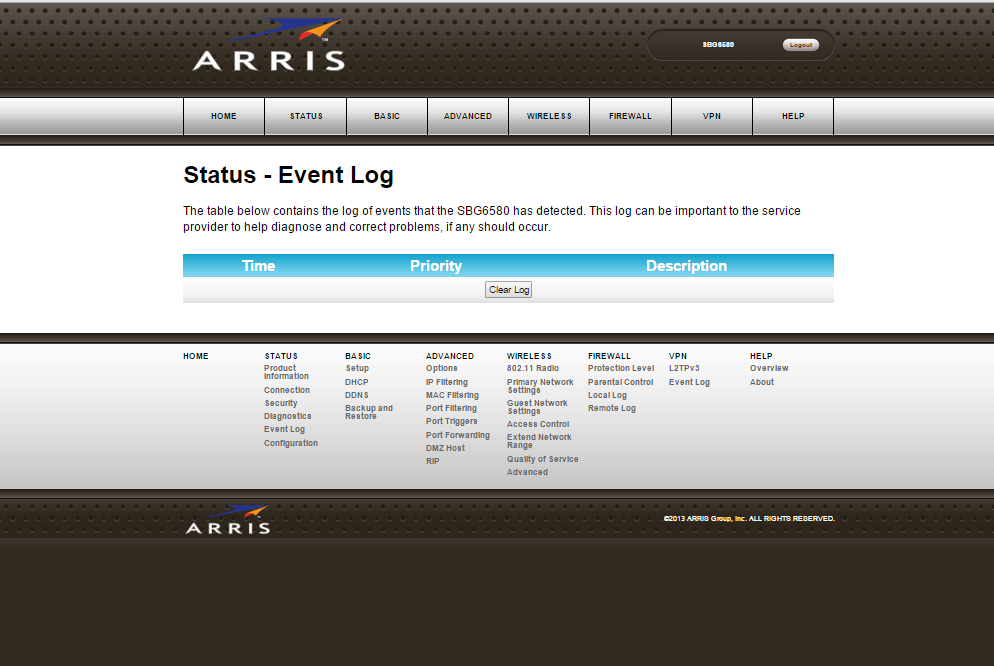 ARRIS™
SBG6580
Logout
HOME STATUS BASIC ADVANCED WIRELESS FIREWALL VPN HELP
Status - Event Log
The table below contains the log of events that the SBG6580 has detected. This log can be important to the service
provider to help diagnose and correct problems, if any should occur.
Time Priority Description
Clear Log
HOME
STATUS
Product
Information
Connection
Security
Diagnostics
Event Log
Configuration
BASIC
Setup
DHCP
DDNS
Backup and
Restore
ADVANCED
Options
IP Filtering
MAC Filtering
Port Filtering
Port Triggers
Port Forwarding
DMZ Host
RIP
WIRELESS
802.11 Radio
Primary Network
Settings
Guest Network
Settings
Access Control
Extend Network
Range
Quality of Service
Advanced
FIREWALL
Protection Level
Parental Control
Local Log
Remote Log
VPN
L2TPv3
Event Log
HELP
Overview
About
ARRIS
©2013 ARRIS Group, Inc. ALL RIGHTS RESERVED.